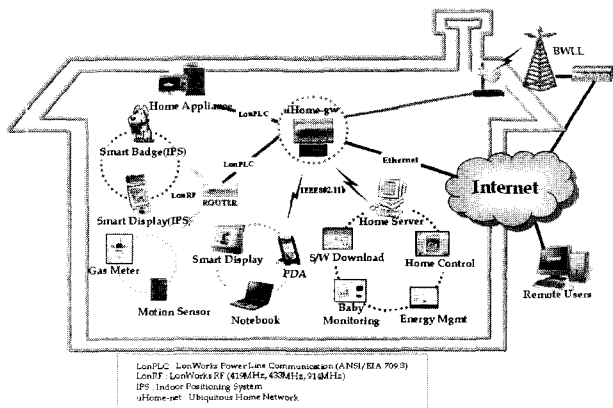 BWLL
Home Appliance
LonPLC
uHome-gw
Smart Badge(IPS)
LonPLC
Ethernet
LonRF
ROUTER
Internet
IEEE802.11b
Smart Display(IPS)
Home Server
Gas Meter
Smart Display
PDA
S/W Download
Home Control
Motion Sensor
Notebook
Baby
Monitoring
Energy Mgmt
Remote Users
LonPLC : LonWorks Power Line Communication (ANSI/EIA 709.3)
LonRF : LonWorks RF (419MHz, 433MHz, 914MHz)
IPS : Indoor Positioning System
uHome-net : Ubiquitous Home Network